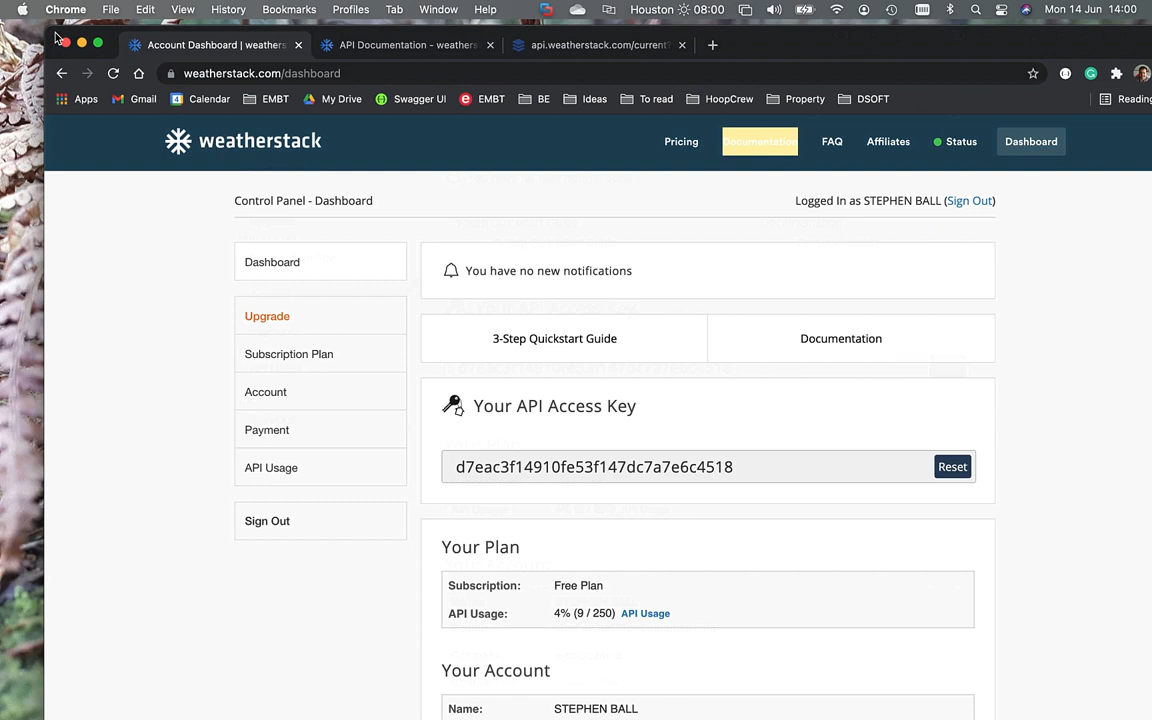 Chrome File Edit View History Bookmarks Profiles Tab Window Help Houston 08:00 Mon 14 Jun 14:00
Account Dashboard | weathers API Documentation - weathers api.weatherstack.com/current?
weatherstack.com/dashboard
Apps Gmail Calendar EMBT My Drive Swagger UI EMBT BE Ideas To read HoopCrew Property DSOFT Reading
weatherstack Pricing Documentation FAQ Affiliates Status Dashboard
Control Panel - Dashboard Logged In as STEPHEN BALL (Sign Out)
Dashboard
You have no new notifications
Upgrade
3-Step Quickstart Guide Documentation
Subscription Plan
Account
Your API Access Key
Payment
API Usage
d7eac3f14910fe53f147dc7a7e6c4518 Reset
Sign Out
Your Plan
Subscription: Free Plan
API Usage: 4% (9 / 250) API Usage
Your Account
Name: STEPHEN BALL